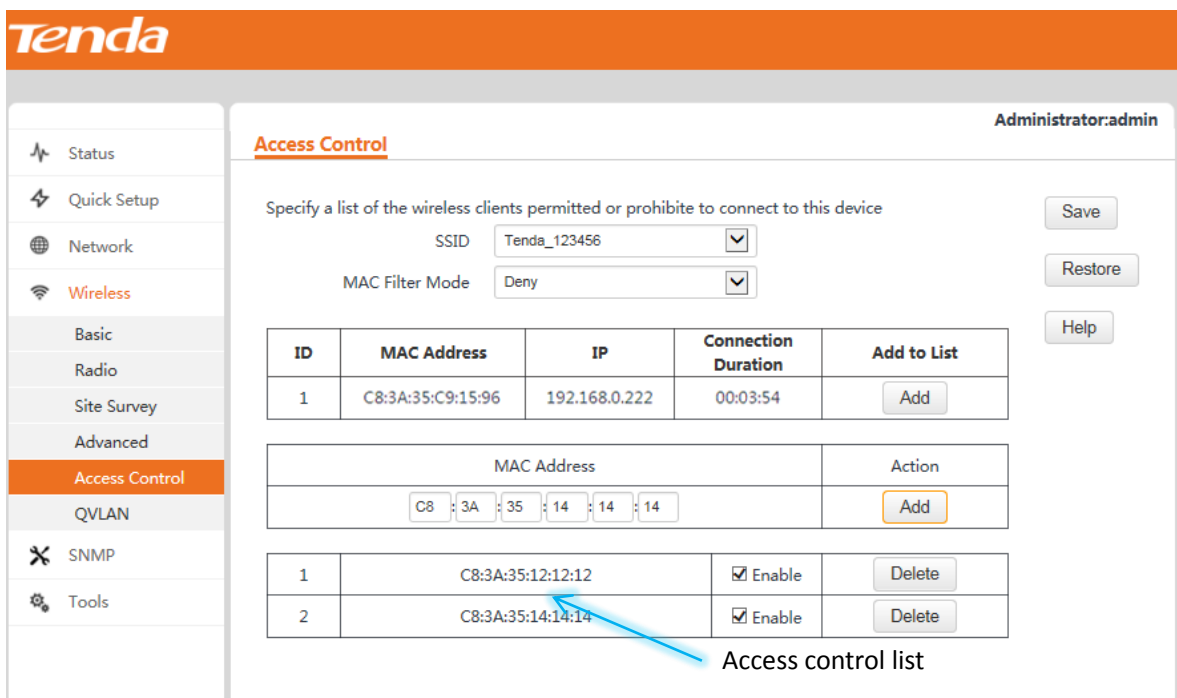 Tenda
Administrator:admin
Access Control
Status
Quick Setup
Network
Wireless
Basic
Radio
Site Survey
Advanced
Access Control
QVLAN
SNMP
Tools
Specify a list of the wireless clients permitted or prohibite to connect to this device
SSID Tenda_123456
MAC Filter Mode Deny
Save
Restore
Help
ID MAC Address IP Connection Duration Add to List
1 C8:3A:35:C9:15:96 192.168.0.222 00:03:54 Add
MAC Address Action
C8 : 3A : 35 : 14 : 14 : 14 Add
1 C8:3A:35:12:12:12 Enable Delete
2 C8:3A:35:14:14:14 Enable Delete
Access control list